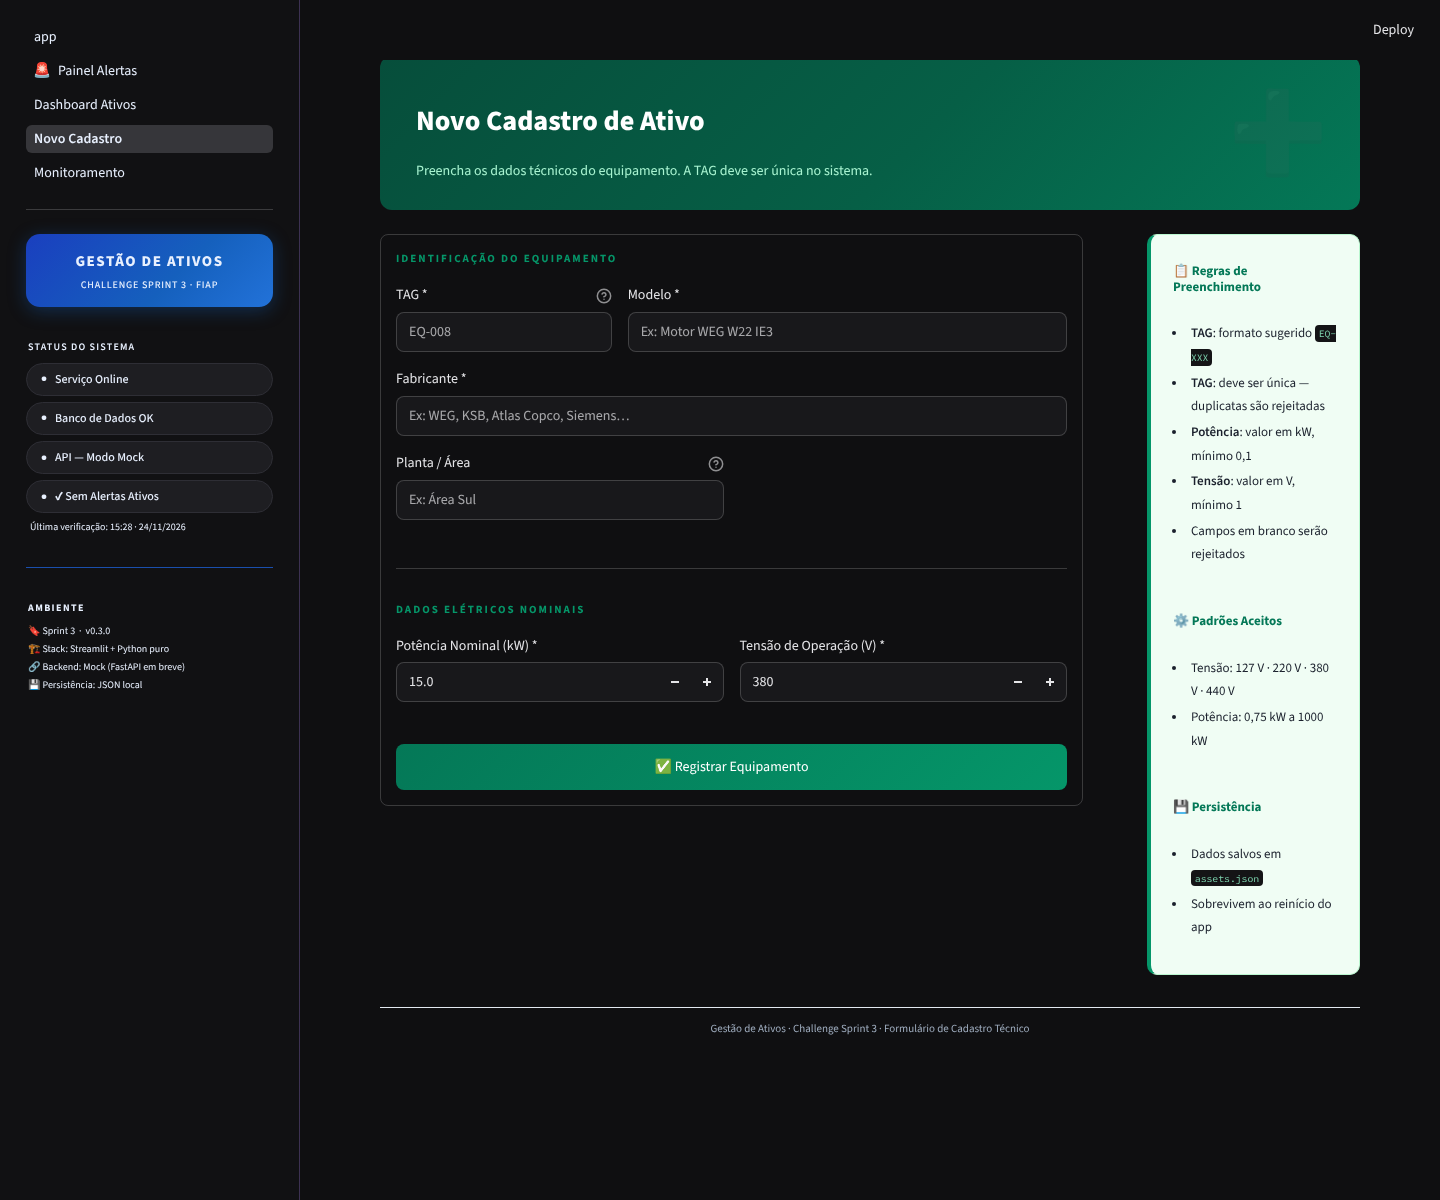 app
🚨 Painel Alertas
Dashboard Ativos
Novo Cadastro
Monitoramento
GESTÃO DE ATIVOS
CHALLENGE SPRINT 3 · FIAP
STATUS DO SISTEMA
Serviço Online
Banco de Dados OK
API — Modo Mock
✓ Sem Alertas Ativos
Última verificação: 15:28 · 24/11/2026
AMBIENTE
🔖 Sprint 3 · v0.3.0
🏗️ Stack: Streamlit + Python puro
🔗 Backend: Mock (FastAPI em breve)
💾 Persistência: JSON local
Deploy
Novo Cadastro de Ativo
Preencha os dados técnicos do equipamento. A TAG deve ser única no sistema.
IDENTIFICAÇÃO DO EQUIPAMENTO
TAG *
Modelo *
EQ-008
Ex: Motor WEG W22 IE3
Fabricante *
Ex: WEG, KSB, Atlas Copco, Siemens...
Planta / Área
Ex: Área Sul
DADOS ELÉTRICOS NOMINAIS
Potência Nominal (kW) *
Tensão de Operação (V) *
15.0
380
✅ Registrar Equipamento
📋 Regras de
Preenchimento
• TAG: formato sugerido EQ-
XXX
• TAG: deve ser única —
duplicatas são rejeitadas
• Potência: valor em kW,
mínimo 0,1
• Tensão: valor em V,
mínimo 1
• Campos em branco serão
rejeitados
⚙️ Padrões Aceitos
• Tensão: 127 V · 220 V · 380
V · 440 V
• Potência: 0,75 kW a 1000
kW
💾 Persistência
• Dados salvos em
assets.json
• Sobrevivem ao reinício do
app
Gestão de Ativos · Challenge Sprint 3 · Formulário de Cadastro Técnico